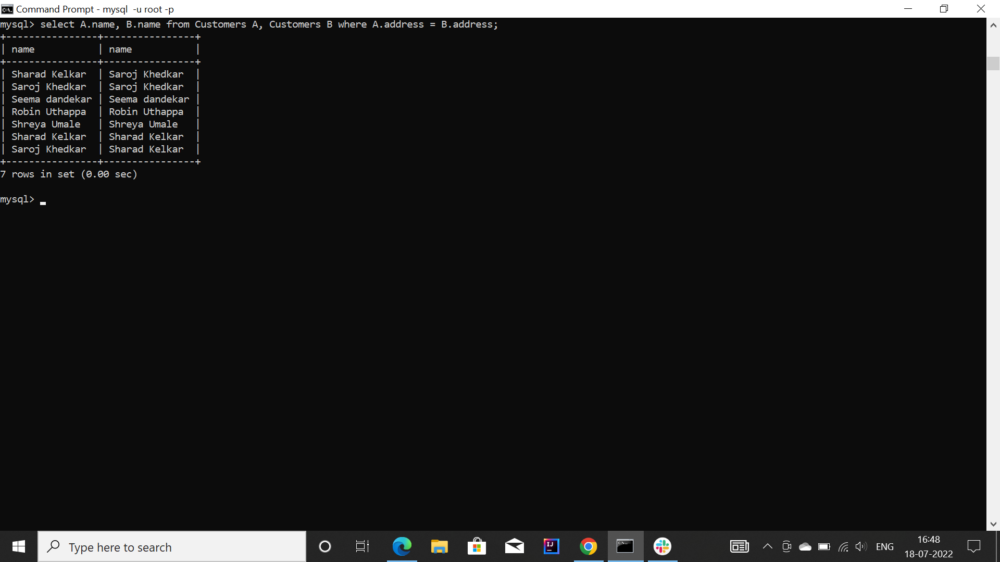 Command Prompt - mysql  -u root -p
mysql> select A.name, B.name from Customers A, Customers B where A.address = B.address;
+----------------+----------------+
| name           | name           |
+----------------+----------------+
| Sharad Kelkar  | Saroj Khedkar  |
| Saroj Khedkar  | Saroj Khedkar  |
| Seema dandekar | Seema dandekar |
| Robin Uthappa  | Robin Uthappa  |
| Shreya Umale   | Shreya Umale   |
| Sharad Kelkar  | Sharad Kelkar  |
| Saroj Khedkar  | Sharad Kelkar  |
+----------------+----------------+
7 rows in set (0.00 sec)
mysql>
Type here to search
ENG
16:48
18-07-2022